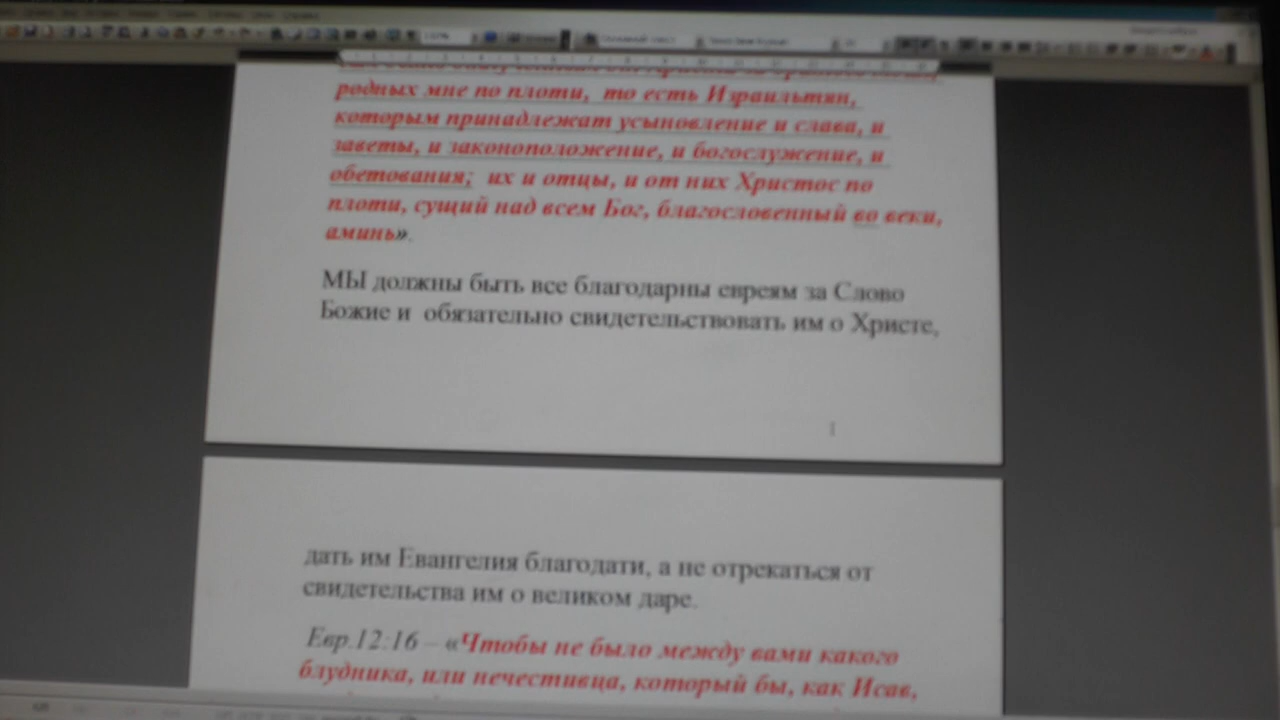 родных мне по плоти, то есть Израильтян,
которым принадлежат усыновление и слава, и
заветы, и законоположение, и богослужение, и
обетования; их и отцы, и от них Христос по
плоти, сущий над всем Бог, благословенный во веки,
аминь».
МЫ должны быть все благодарны евреям за Слово
Божие и обязательно свидетельствовать им о Христе,
1
дать им Евангелия благодати, а не отрекаться от
свидетельства им о великом даре.
Евр.12:16 – «Чтобы не было между вами какого
блудника, или нечестивца, который бы, как Исав,